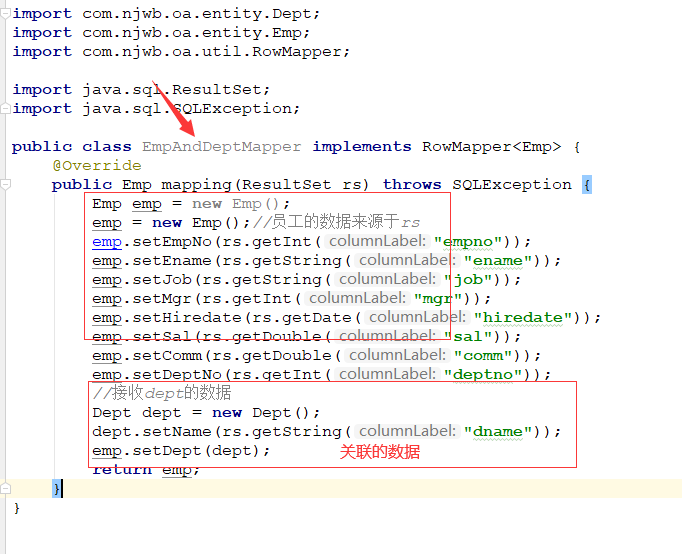 import com.njwb.oa.entity.Dept;
import com.njwb.oa.entity.Emp;
import com.njwb.oa.util.RowMapper;
import java.sql.ResultSet;
import java.sql.SQLException;
public class EmpAndDeptMapper implements RowMapper<Emp> {
@Override
public Emp mapping(ResultSet rs) throws SQLException {
Emp emp = new Emp();
emp = new Emp();//员工的数据来源于rs
emp.setEmpNo(rs.getInt( columnLabel: "empno"));
emp.setEname(rs.getString( columnLabel: "ename"));
emp.setJob(rs.getString( columnLabel: "job"));
emp.setMgr(rs.getInt( columnLabel: "mgr"));
emp.setHiredate(rs.getDate( columnLabel: "hiredate"));
emp.setSal(rs.getDouble( columnLabel: "sal"));
emp.setComm(rs.getDouble( columnLabel: "comm"));
emp.setDeptNo(rs.getInt( columnLabel: "deptno"));
//接收dept的数据
Dept dept = new Dept();
dept.setName(rs.getString( columnLabel: "dname"));
emp.setDept(dept); 关联的数据
return emp;
}
}